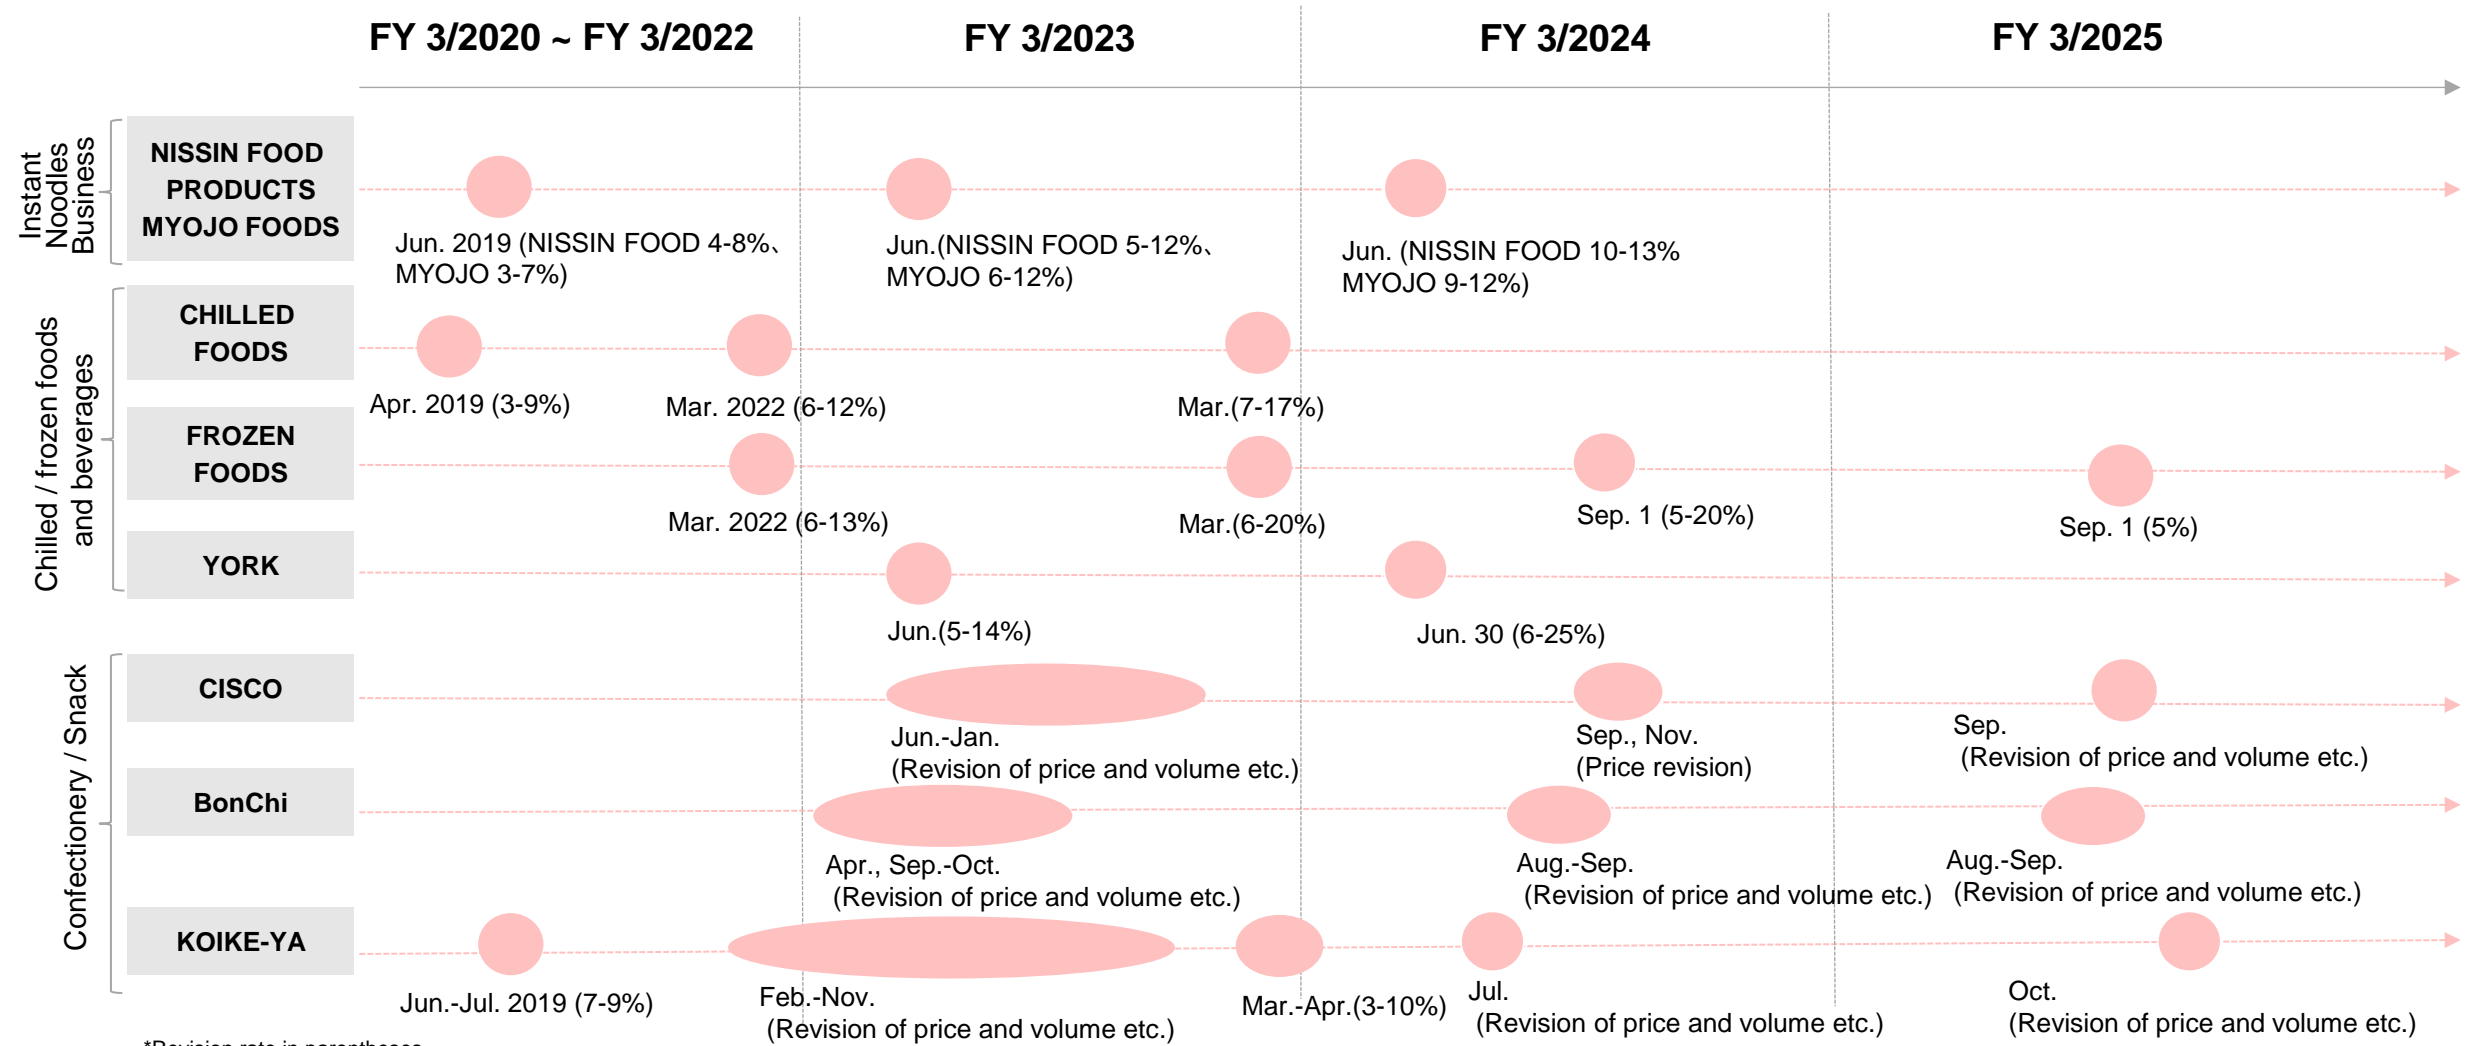 FY 3/2020 ~ FY 3/2022
FY 3/2023
FY 3/2024
FY 3/2025
Instant
Noodles
Business
NISSIN FOOD
PRODUCTS
MYOJO FOODS
Jun. 2019 (NISSIN FOOD 4-8%、
MYOJO 3-7%)
Jun.(NISSIN FOOD 5-12%、
MYOJO 6-12%)
Jun. (NISSIN FOOD 10-13%
MYOJO 9-12%)
Chilled / frozen foods
and beverages
CHILLED
FOODS
Apr. 2019 (3-9%)
Mar. 2022 (6-12%)
Mar.(7-17%)
FROZEN
FOODS
Mar. 2022 (6-13%)
Mar.(6-20%)
Sep. 1 (5-20%)
Sep. 1 (5%)
YORK
Jun.(5-14%)
Jun. 30 (6-25%)
Confectionery / Snack
CISCO
Jun.-Jan.
(Revision of price and volume etc.)
Sep., Nov.
(Price revision)
Sep.
(Revision of price and volume etc.)
BonChi
Apr., Sep.-Oct.
(Revision of price and volume etc.)
Aug.-Sep.
(Revision of price and volume etc.)
Aug.-Sep.
(Revision of price and volume etc.)
KOIKE-YA
Jun.-Jul. 2019 (7-9%)
Feb.-Nov.
(Revision of price and volume etc.)
Mar.-Apr.(3-10%)
Jul.
(Revision of price and volume etc.)
Oct.
(Revision of price and volume etc.)
*Revision rate in parentheses